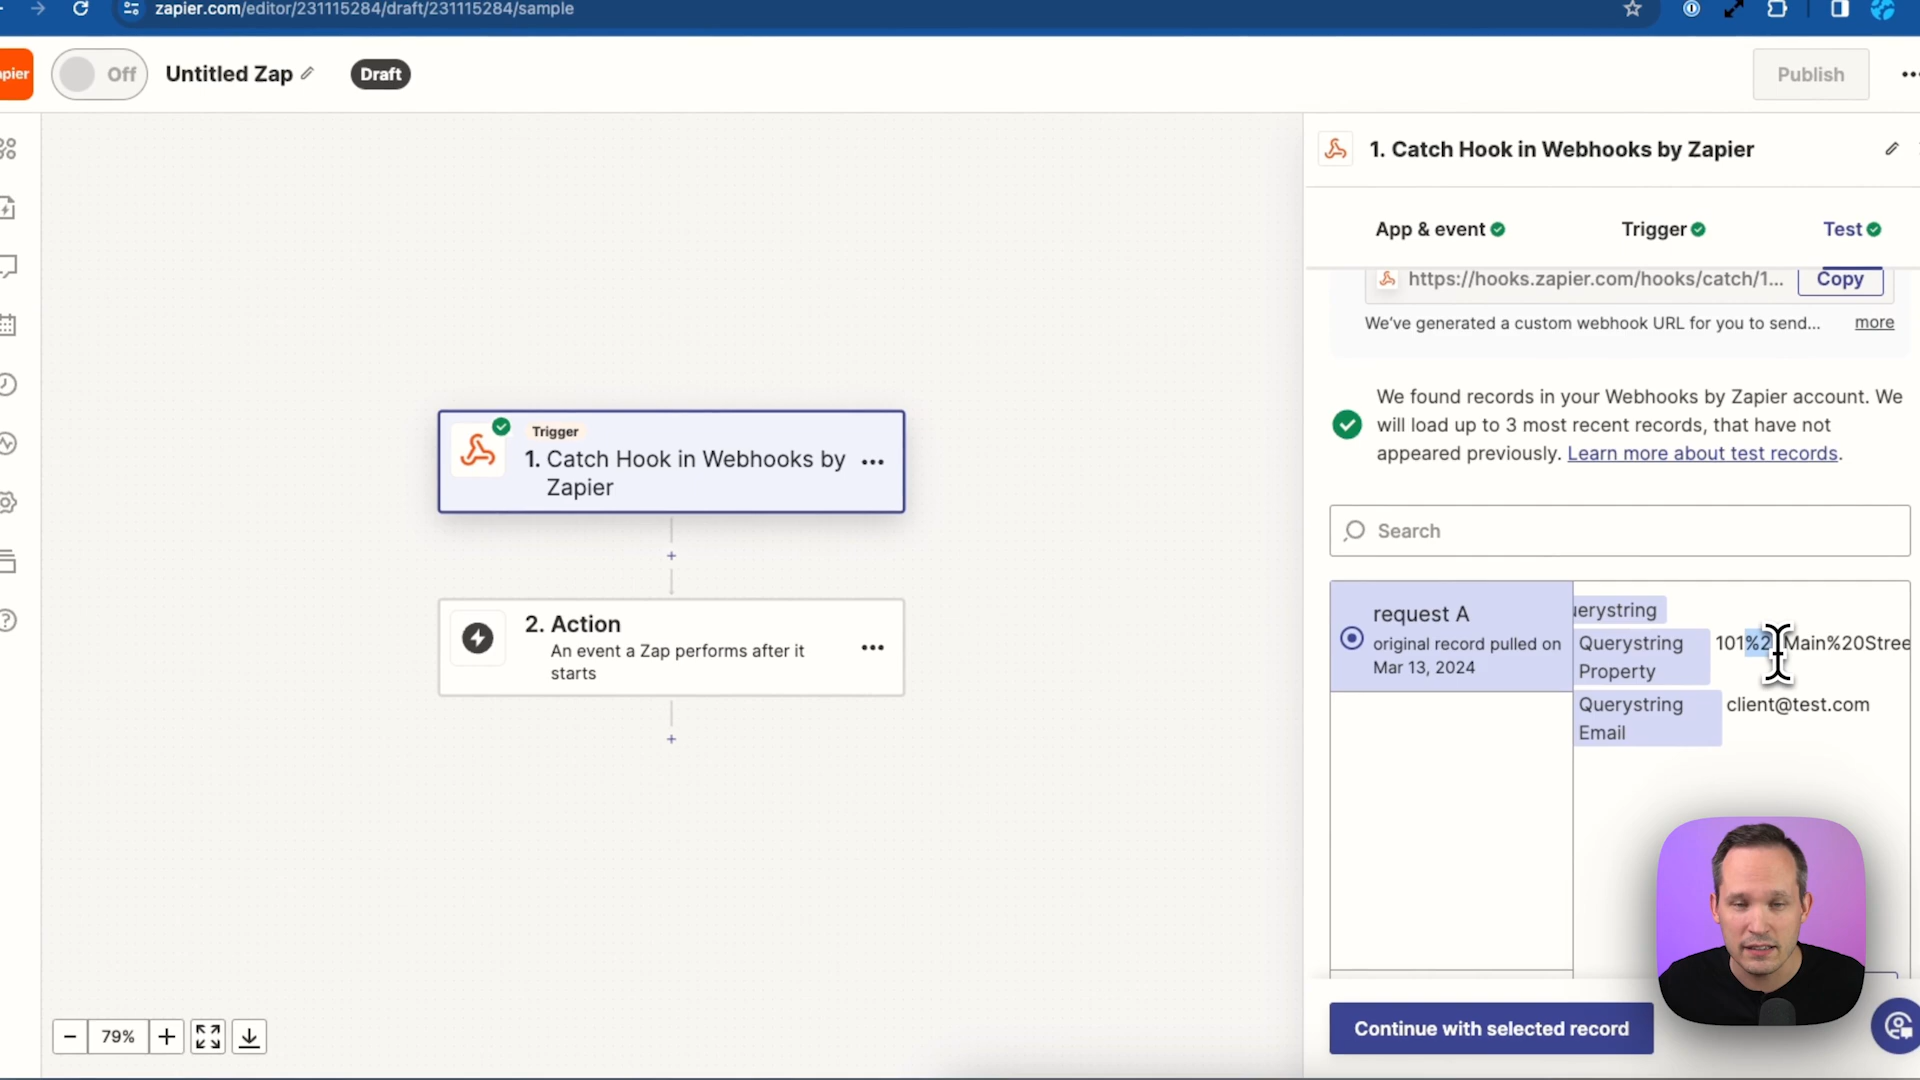 zapier.com/editor/231115284/draft/231115284/sample
apier
Off
Untitled Zap
Draft
Publish
1. Catch Hook in Webhooks by Zapier
App & event
Trigger
Test
https://hooks.zapier.com/hooks/catch/1...
Copy
We've generated a custom webhook URL for you to send...
more
We found records in your Webhooks by Zapier account. We
will load up to 3 most recent records, that have not
appeared previously. Learn more about test records.
Search
Trigger
1. Catch Hook in Webhooks by
Zapier
2. Action
An event a Zap performs after it
starts
request A
original record pulled on
Mar 13, 2024
uerystring
Querystring
Property
101%2 Main%20Stree
Querystring
Email
client@test.com
Continue with selected record
79%